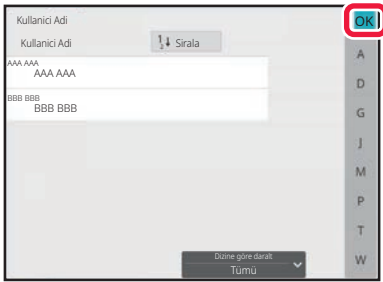 Kullanici Adi
OK
Kullanici Adi
Sirala
AAA AAA
AAA AAA
BBB BBB
BBB BBB
A
D
G
J
M
P
T
W
Dizine göre daralt
Tümü